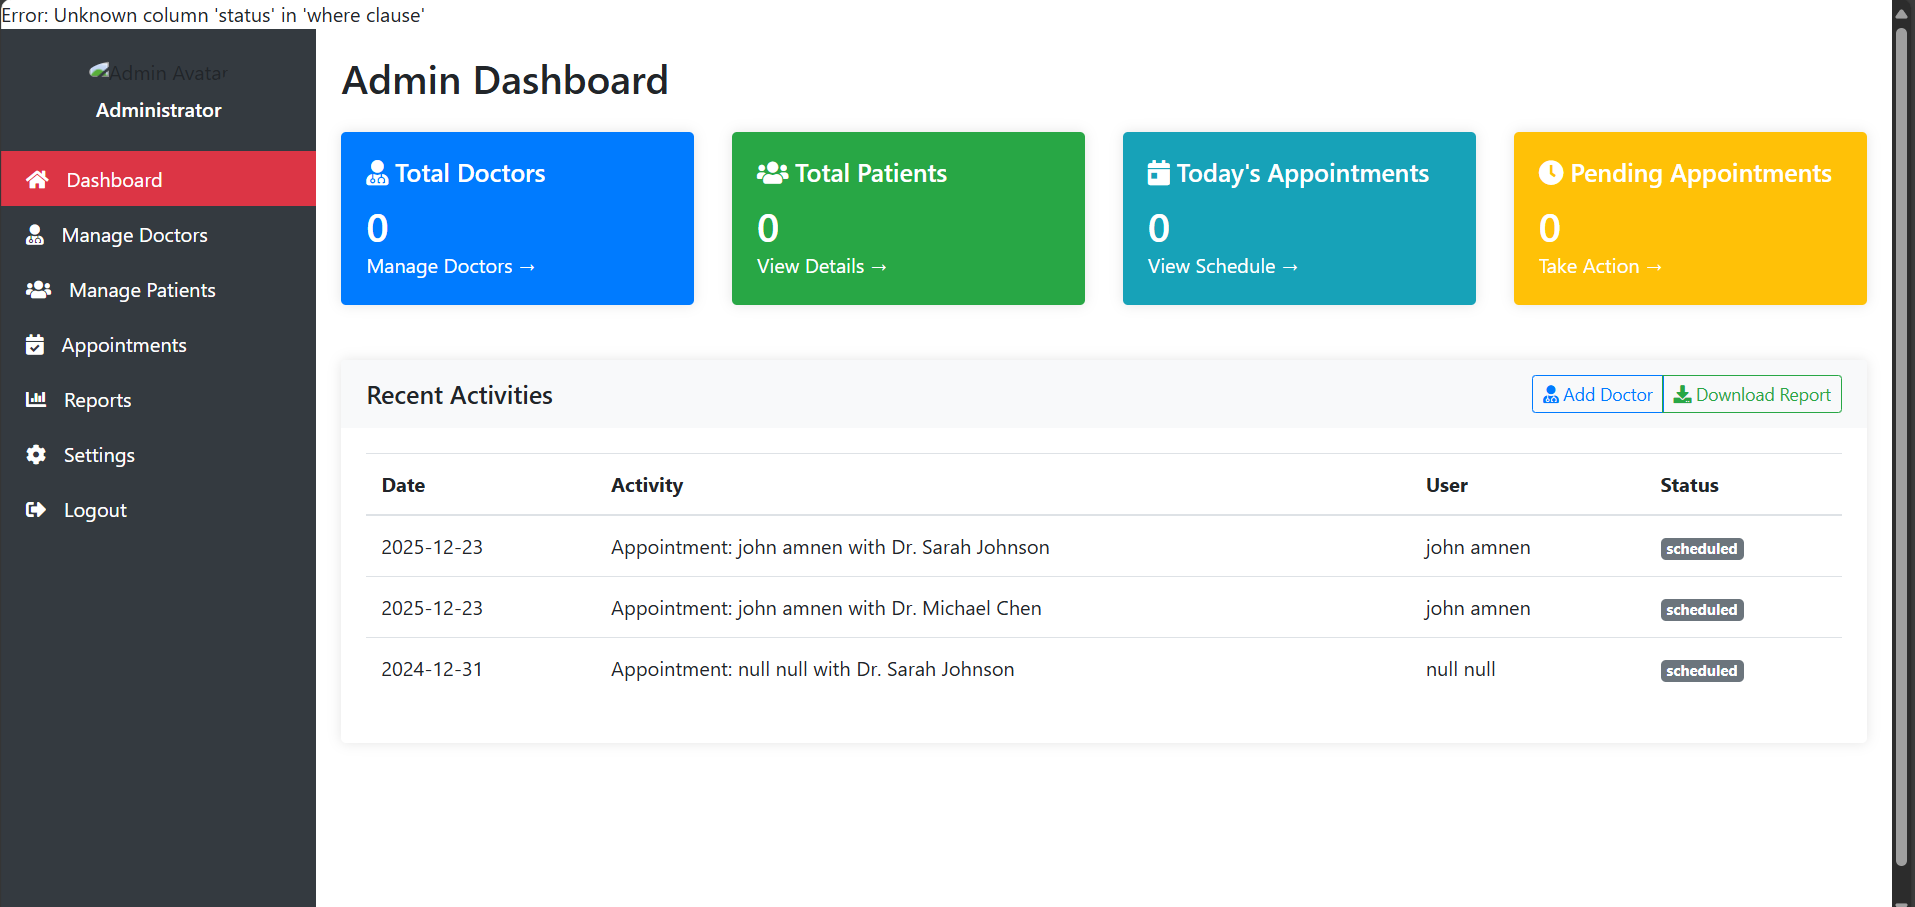 Error: Unknown column 'status' in 'where clause'
Admin Avatar
Administrator
Dashboard
Manage Doctors
Manage Patients
Appointments
Reports
Settings
Logout
Admin Dashboard
Total Doctors
0
Manage Doctors →
Total Patients
0
View Details →
Today's Appointments
0
View Schedule →
Pending Appointments
0
Take Action →
Recent Activities
Add Doctor
Download Report
Date Activity User Status
2025-12-23 Appointment: john amnen with Dr. Sarah Johnson john amnen scheduled
2025-12-23 Appointment: john amnen with Dr. Michael Chen john amnen scheduled
2024-12-31 Appointment: null null with Dr. Sarah Johnson null null scheduled